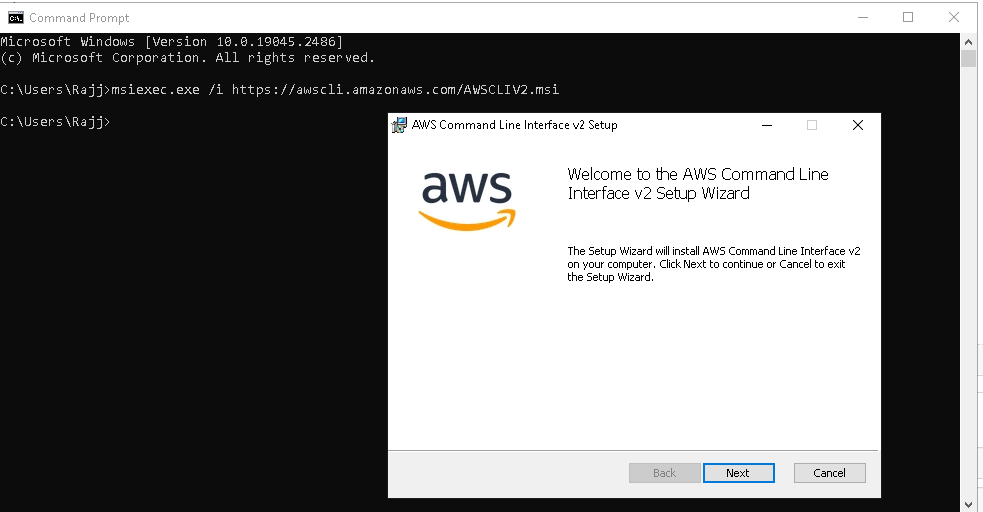 Command Prompt
Microsoft Windows [Version 10.0.19045.2486]
(c) Microsoft Corporation. All rights reserved.
C:\Users\Rajj>msiexec.exe /i https://awscli.amazonaws.com/AWSCLIV2.msi
C:\Users\Rajj>
AWS Command Line Interface v2 Setup
aws
Welcome to the AWS Command Line
Interface v2 Setup Wizard
The Setup Wizard will install AWS Command Line Interface v2
on your computer. Click Next to continue or Cancel to exit
the Setup Wizard.
Back
Next
Cancel